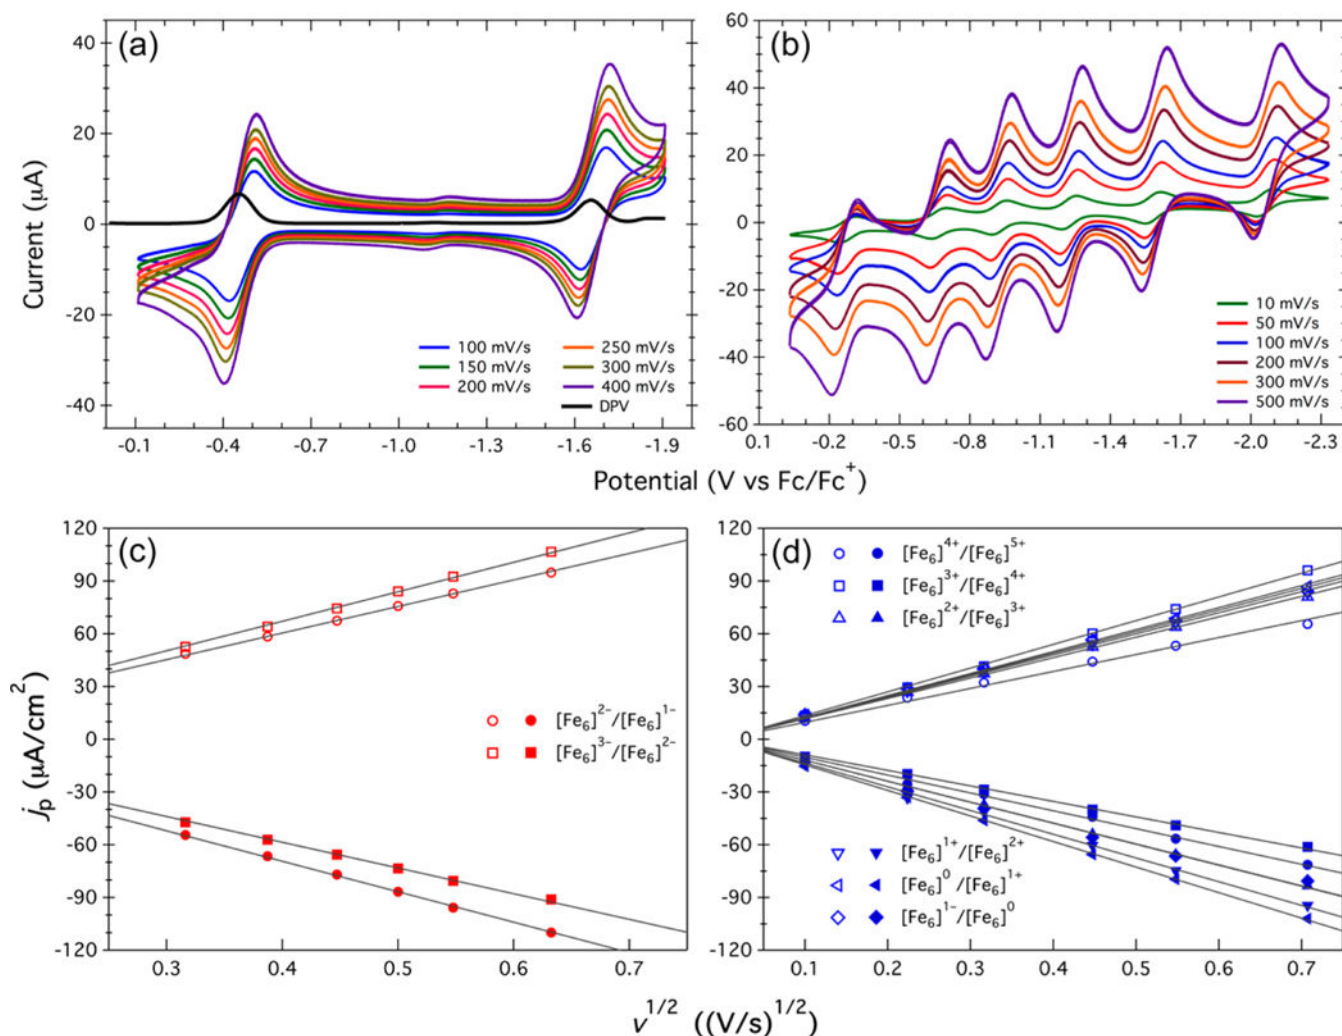 (a)
40
20
0
-20
-40
Current (μA)
100 mV/s
150 mV/s
200 mV/s
250 mV/s
300 mV/s
400 mV/s
DPV
-0.1 -0.4 -0.7 -1.0 -1.3 -1.6 -1.9
(b)
60
40
20
0
-20
-40
-60
10 mV/s
50 mV/s
100 mV/s
200 mV/s
300 mV/s
500 mV/s
0.1 -0.2 -0.5 -0.8 -1.1 -1.4 -1.7 -2.0 -2.3
Potential (V vs Fc/Fc⁺)
(c)
120
90
60
30
0
-30
-60
-90
-120
jₚ (μA/cm²)
[Fe₆]²⁻/[Fe₆]¹⁻
[Fe₆]³⁻/[Fe₆]²⁻
0.3 0.4 0.5 0.6 0.7
(d)
120
90
60
30
0
-30
-60
-90
-120
[Fe₆]⁴⁺/[Fe₆]⁵⁺
[Fe₆]³⁺/[Fe₆]⁴⁺
[Fe₆]²⁺/[Fe₆]³⁺
[Fe₆]¹⁺/[Fe₆]²⁺
[Fe₆]⁰/[Fe₆]¹⁺
[Fe₆]¹⁻/[Fe₆]⁰
0.1 0.2 0.3 0.4 0.5 0.6 0.7
v¹ᐟ² ((V/s)¹ᐟ²)